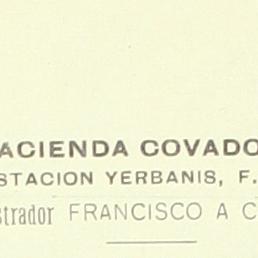 ACIENDA COVADO
STACION YERBANIS, F.
strador FRANCISCO A C